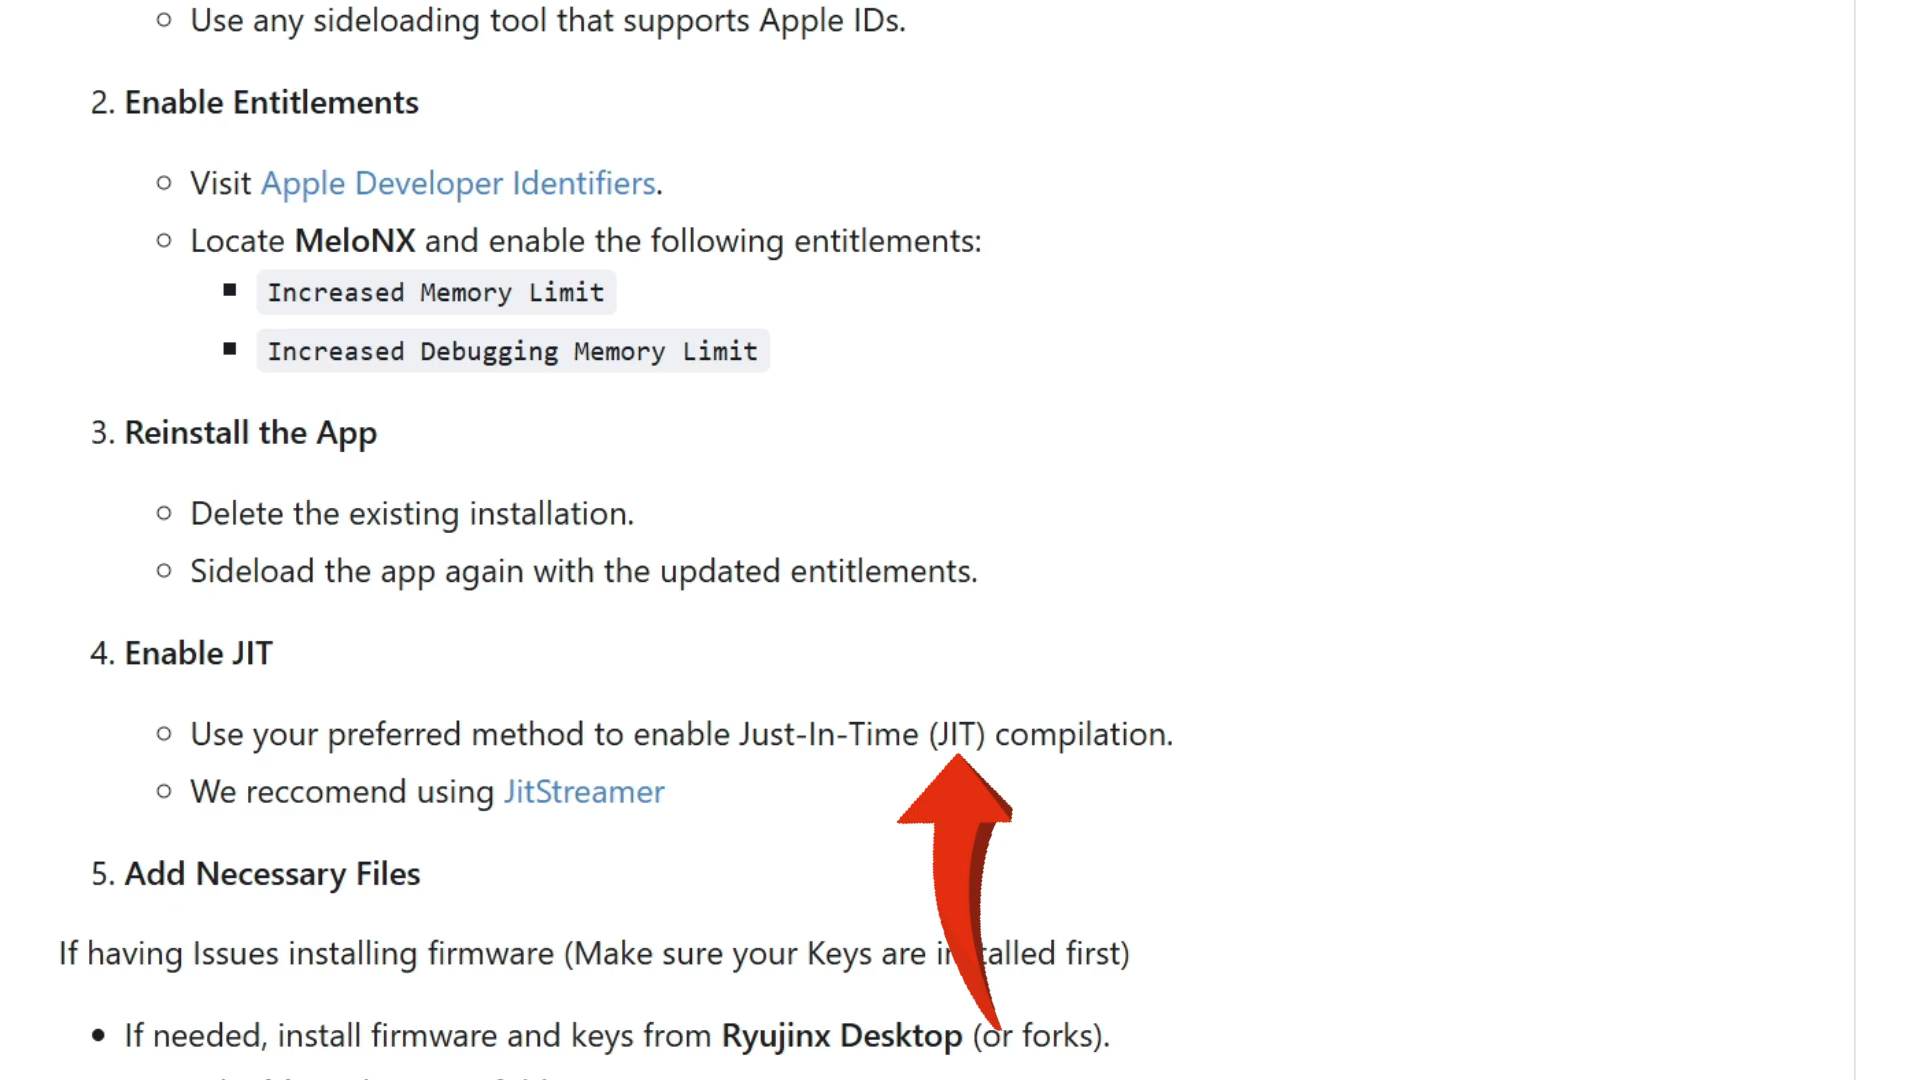 Use any sideloading tool that supports Apple IDs.
2. Enable Entitlements
Visit Apple Developer Identifiers.
Locate MeloNX and enable the following entitlements:
Increased Memory Limit
Increased Debugging Memory Limit
3. Reinstall the App
Delete the existing installation.
Sideload the app again with the updated entitlements.
4. Enable JIT
Use your preferred method to enable Just-In-Time (JIT) compilation.
We reccomend using JitStreamer
5. Add Necessary Files
If having Issues installing firmware (Make sure your Keys are installed first)
If needed, install firmware and keys from Ryujinx Desktop (or forks).